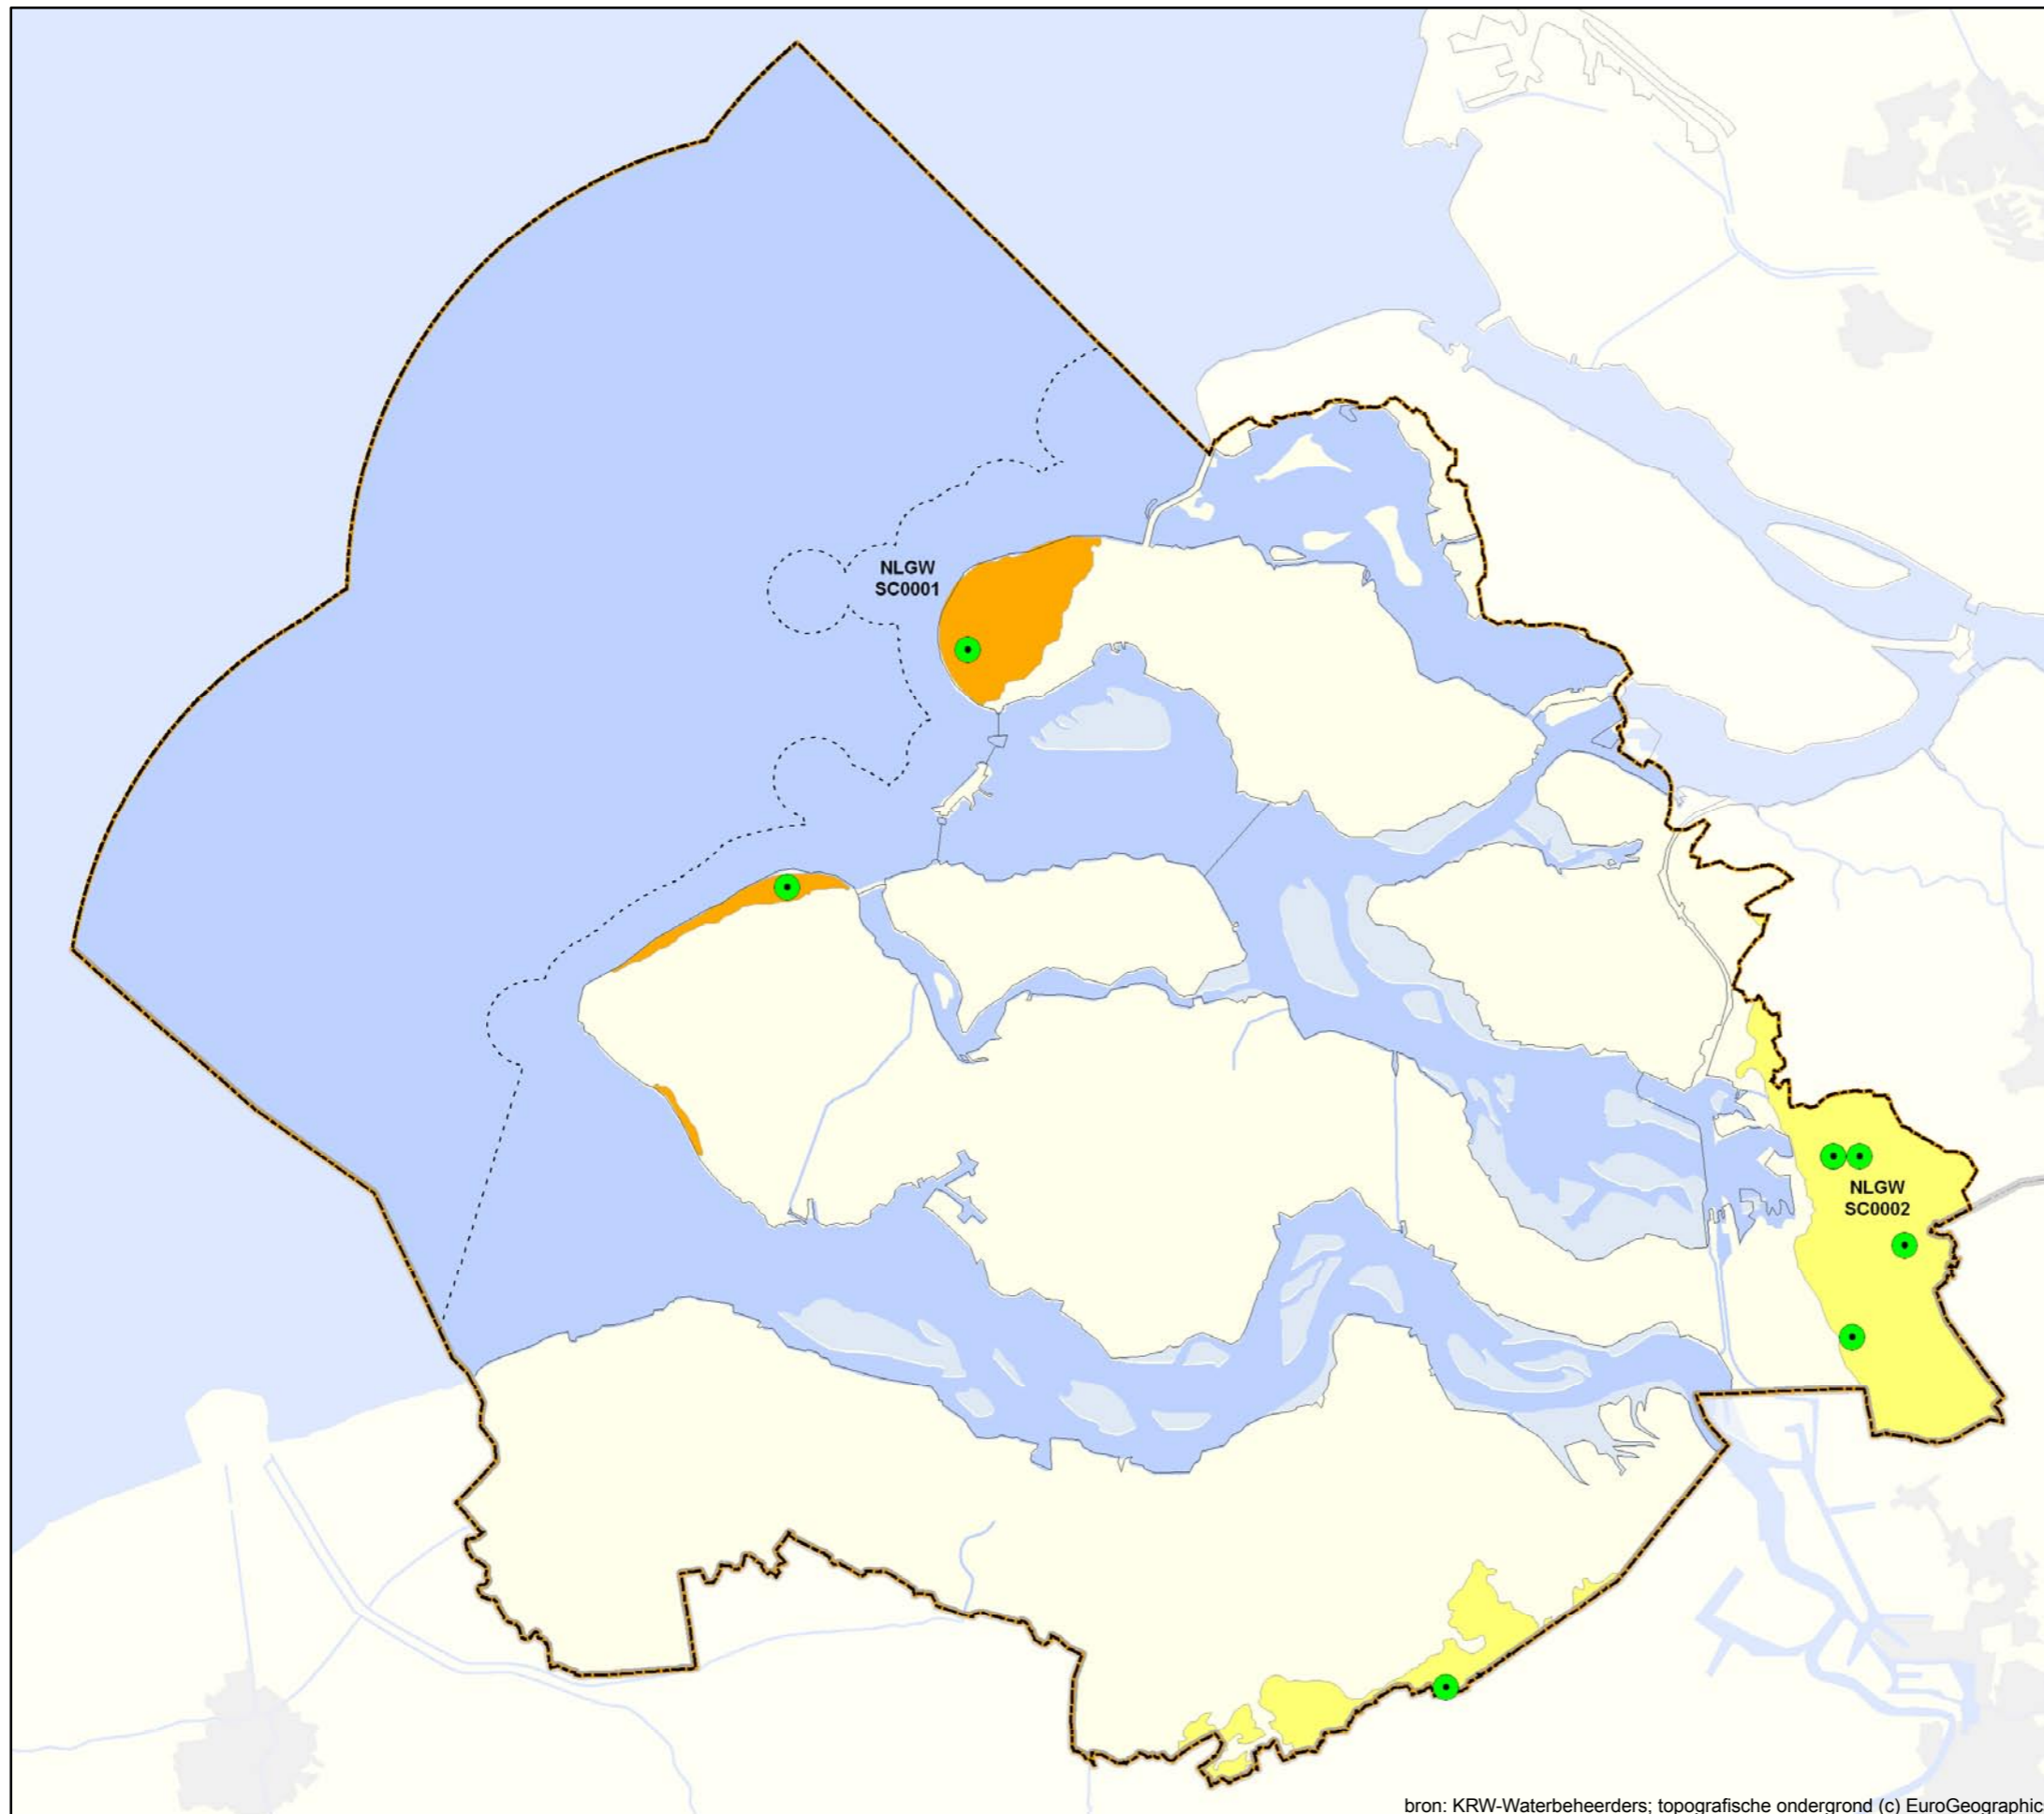 NLGW
SC0001
NLGW
SC0002
bron: KRW-Waterbeheerders; topografische ondergrond (c) EuroGeographic